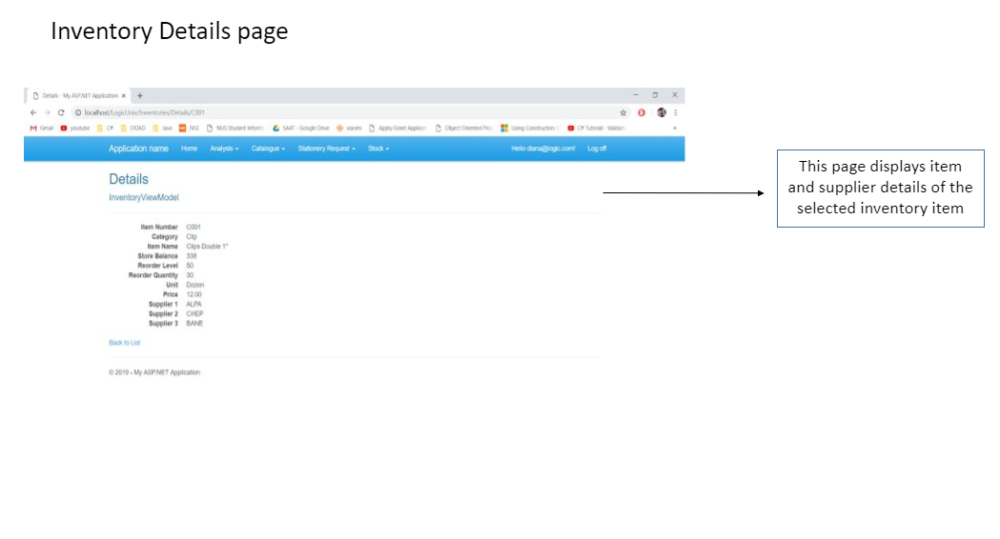 Inventory Details page
Details - My ASP.NET Application
localhost/LogicUniv/Inventories/Details/C001
Gmail youtube C# OOAD Java IVLE NUS Student Inform SA47 - Google Drive xiaomi Apply Grant Applica Object Oriented Pro Using Constructors C# Tutorial - Validati
Application name Home Analysis Catalogue Stationery Request Stock Hello diana@logic.com! Log off
Details
InventoryViewModel
Item Number C001
Category Clip
Item Name Clips Double 1"
Store Balance 338
Reorder Level 50
Reorder Quantity 30
Unit Dozen
Price 12.00
Supplier 1 ALPA
Supplier 2 CHEP
Supplier 3 BANE
Back to List
© 2019 - My ASP.NET Application
This page displays item
and supplier details of the
selected inventory item